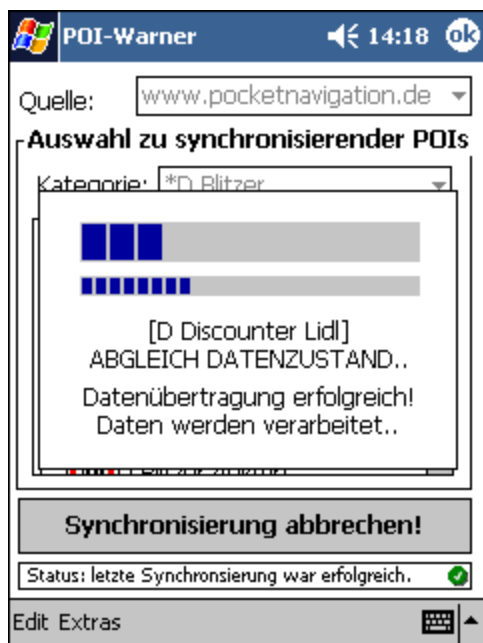 POI-Warner 14:18 ok
Quelle: www.pocketnavigation.de
Auswahl zu synchronisierender POIs
Kategorie: *D Blitzer
[D Discounter Lidl]
ABGLEICH DATENZUSTAND..
Datenübertragung erfolgreich!
Daten werden verarbeitet..
Synchronisierung abbrechen!
Status: letzte Synchronsierung war erfolgreich.
Edit Extras